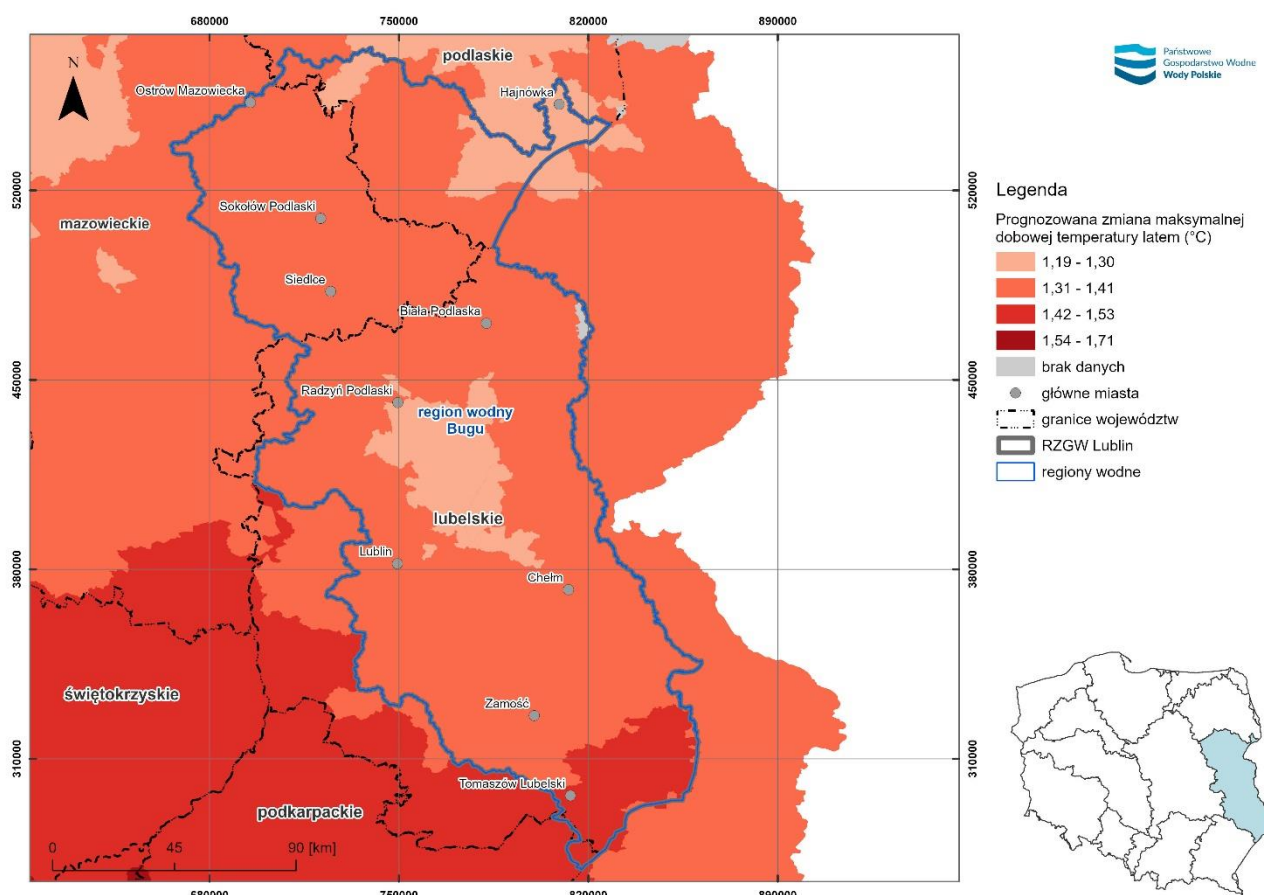 680000
750000
820000
890000
podlaskie
N
Ostrów Mazowiecka
Hajnówka
520000
520000
Sokołów Podlaski
mazowieckie
Siedlce
Biała Podlaska
450000
450000
Radzyń Podlaski
region wodny
Bugu
lubelskie
Lublin
380000
380000
Chełm
świętokrzyskie
Zamość
310000
310000
Tomaszów Lubelski
podkarpackie
0
45
90 [km]
680000
750000
820000
890000
Państwowe
Gospodarstwo Wodne
Wody Polskie
Legenda
Prognozowana zmiana maksymalnej
dobowej temperatury latem (°C)
1,19 - 1,30
1,31 - 1,41
1,42 - 1,53
1,54 - 1,71
brak danych
główne miasta
granice województw
RZGW Lublin
regiony wodne